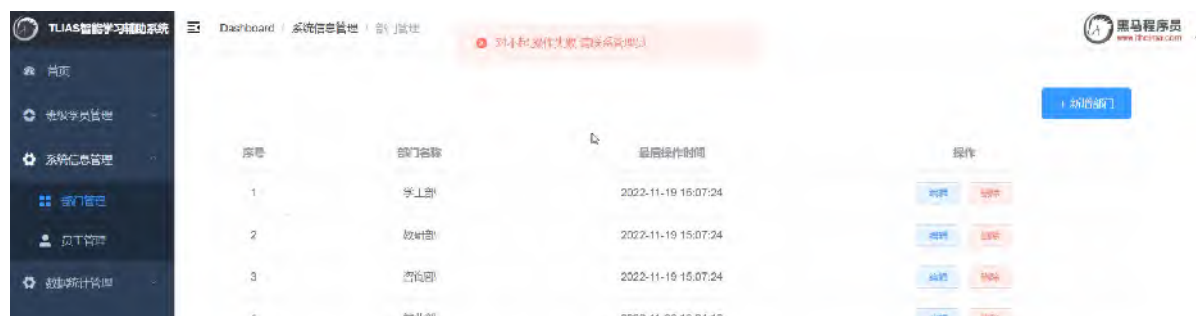 TLIAS智能学习辅助系统
Dashboard / 系统信息管理 / 部门管理
对不起,操作失败,请联系管理员
黑马程序员
www.itheima.com
首页
+ 新增部门
班级学员管理
序号 部门名称 最后操作时间 操作
系统信息管理
1 学工部 2022-11-19 15:07:24 编辑 删除
部门管理
2 教研部 2022-11-19 15:07:24 编辑 删除
员工管理
3 咨询部 2022-11-19 15:07:24 编辑 删除
数据统计管理